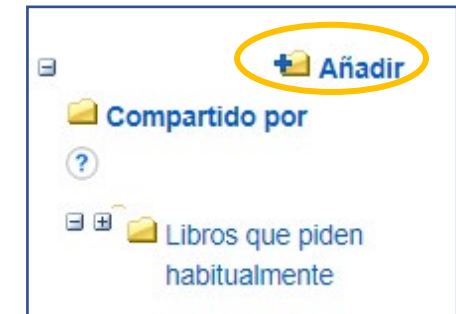 Añadir
Compartido por
?
Libros que piden
habitualmente